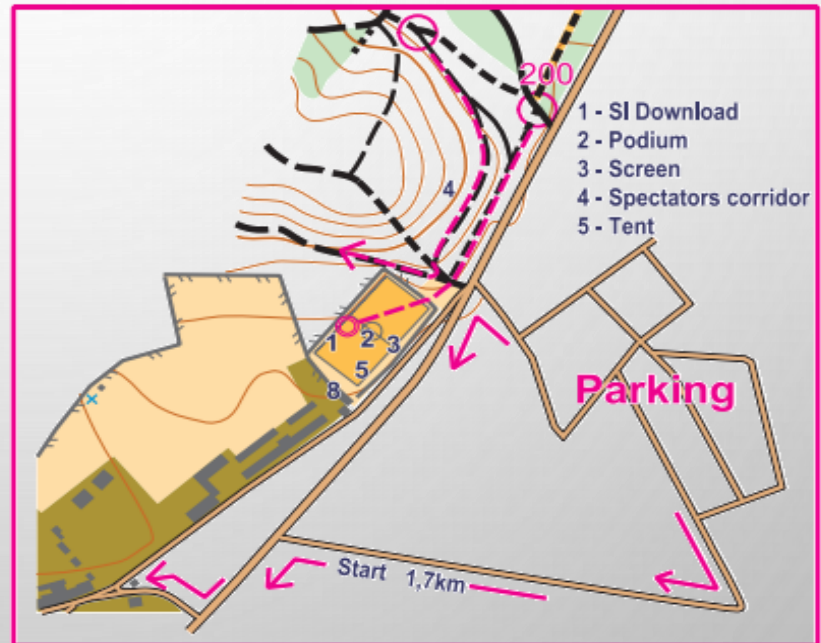 200
1 - SI Download
2 - Podium
3 - Screen
4 - Spectators corridor
5 - Tent
4
1 2 3
5
8
Parking
Start 1,7km